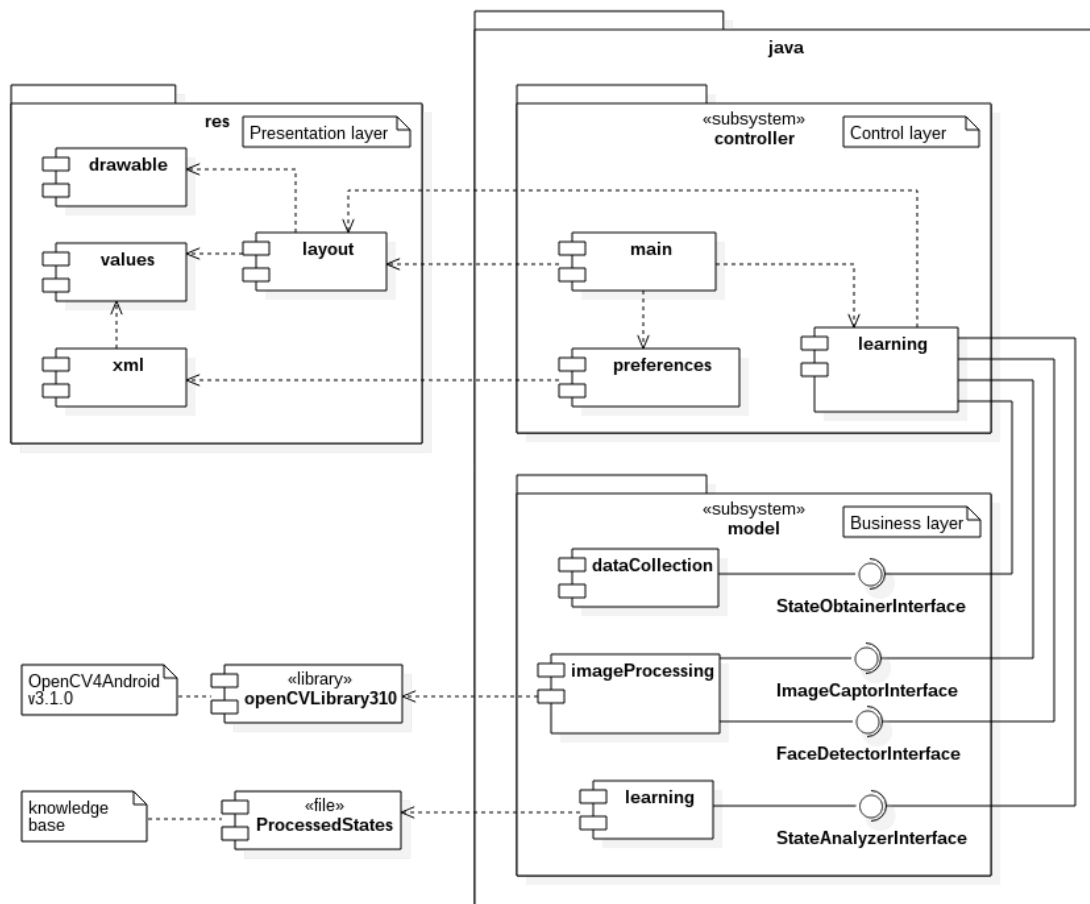 java
res
Presentation layer
drawable
values
layout
xml
«subsystem»
controller
Control layer
main
preferences
learning
«subsystem»
model
Business layer
dataCollection
StateObtainerInterface
imageProcessing
ImageCaptorInterface
FaceDetectorInterface
learning
StateAnalyzerInterface
OpenCV4Android
v3.1.0
«library»
openCVLibrary310
knowledge
base
«file»
ProcessedStates